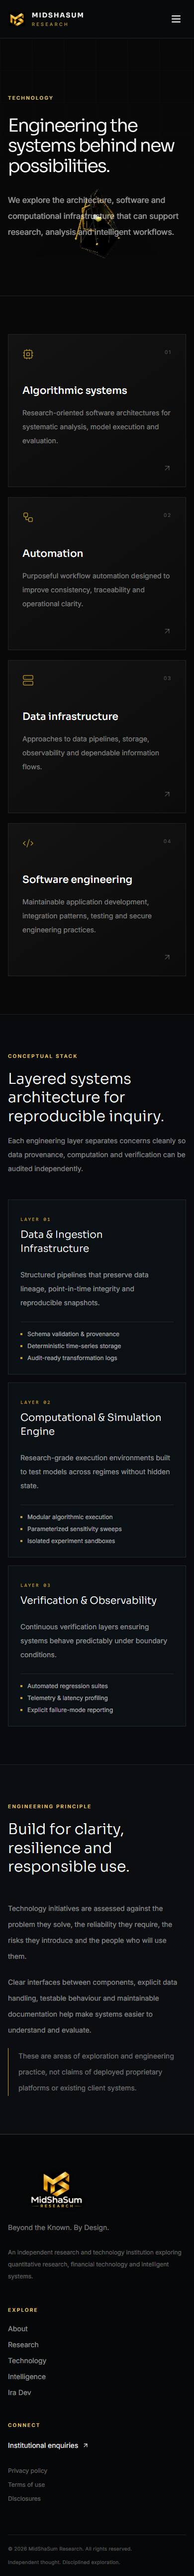 MIDSHASUM
RESEARCH
TECHNOLOGY
Engineering the
systems behind new
possibilities.
We explore the architecture, software and
computational infrastructure that can support
research, analysis and intelligent workflows.
01
Algorithmic systems
Research-oriented software architectures for
systematic analysis, model execution and
evaluation.
02
Automation
Purposeful workflow automation designed to
improve consistency, traceability and
operational clarity.
03
Data infrastructure
Approaches to data pipelines, storage,
observability and dependable information
flows.
04
Software engineering
Maintainable application development,
integration patterns, testing and secure
engineering practices.
CONCEPTUAL STACK
Layered systems
architecture for
reproducible inquiry.
Each engineering layer separates concerns cleanly so
data provenance, computation and verification can be
audited independently.
LAYER 01
Data & Ingestion
Infrastructure
Structured pipelines that preserve data
lineage, point-in-time integrity and
reproducible snapshots.
Schema validation & provenance
Deterministic time-series storage
Audit-ready transformation logs
LAYER 02
Computational & Simulation
Engine
Research-grade execution environments built
to test models across regimes without hidden
state.
Modular algorithmic execution
Parameterized sensitivity sweeps
Isolated experiment sandboxes
LAYER 03
Verification & Observability
Continuous verification layers ensuring
systems behave predictably under boundary
conditions.
Automated regression suites
Telemetry & latency profiling
Explicit failure-mode reporting
ENGINEERING PRINCIPLE
Build for clarity,
resilience and
responsible use.
Technology initiatives are assessed against the
problem they solve, the reliability they require, the
risks they introduce and the people who will use
them.
Clear interfaces between components, explicit data
handling, testable behaviour and maintainable
documentation help make systems easier to
understand and evaluate.
These are areas of exploration and engineering
practice, not claims of deployed proprietary
platforms or existing client systems.
MidShaSum
RESEARCH
Beyond the Known. By Design.
An independent research and technology institution exploring
quantitative research, financial technology and intelligent
systems.
EXPLORE
About
Research
Technology
Intelligence
Ira Dev
CONNECT
Institutional enquiries
Privacy policy
Terms of use
Disclosures
© 2026 MidShaSum Research. All rights reserved.
Independent thought. Disciplined exploration.